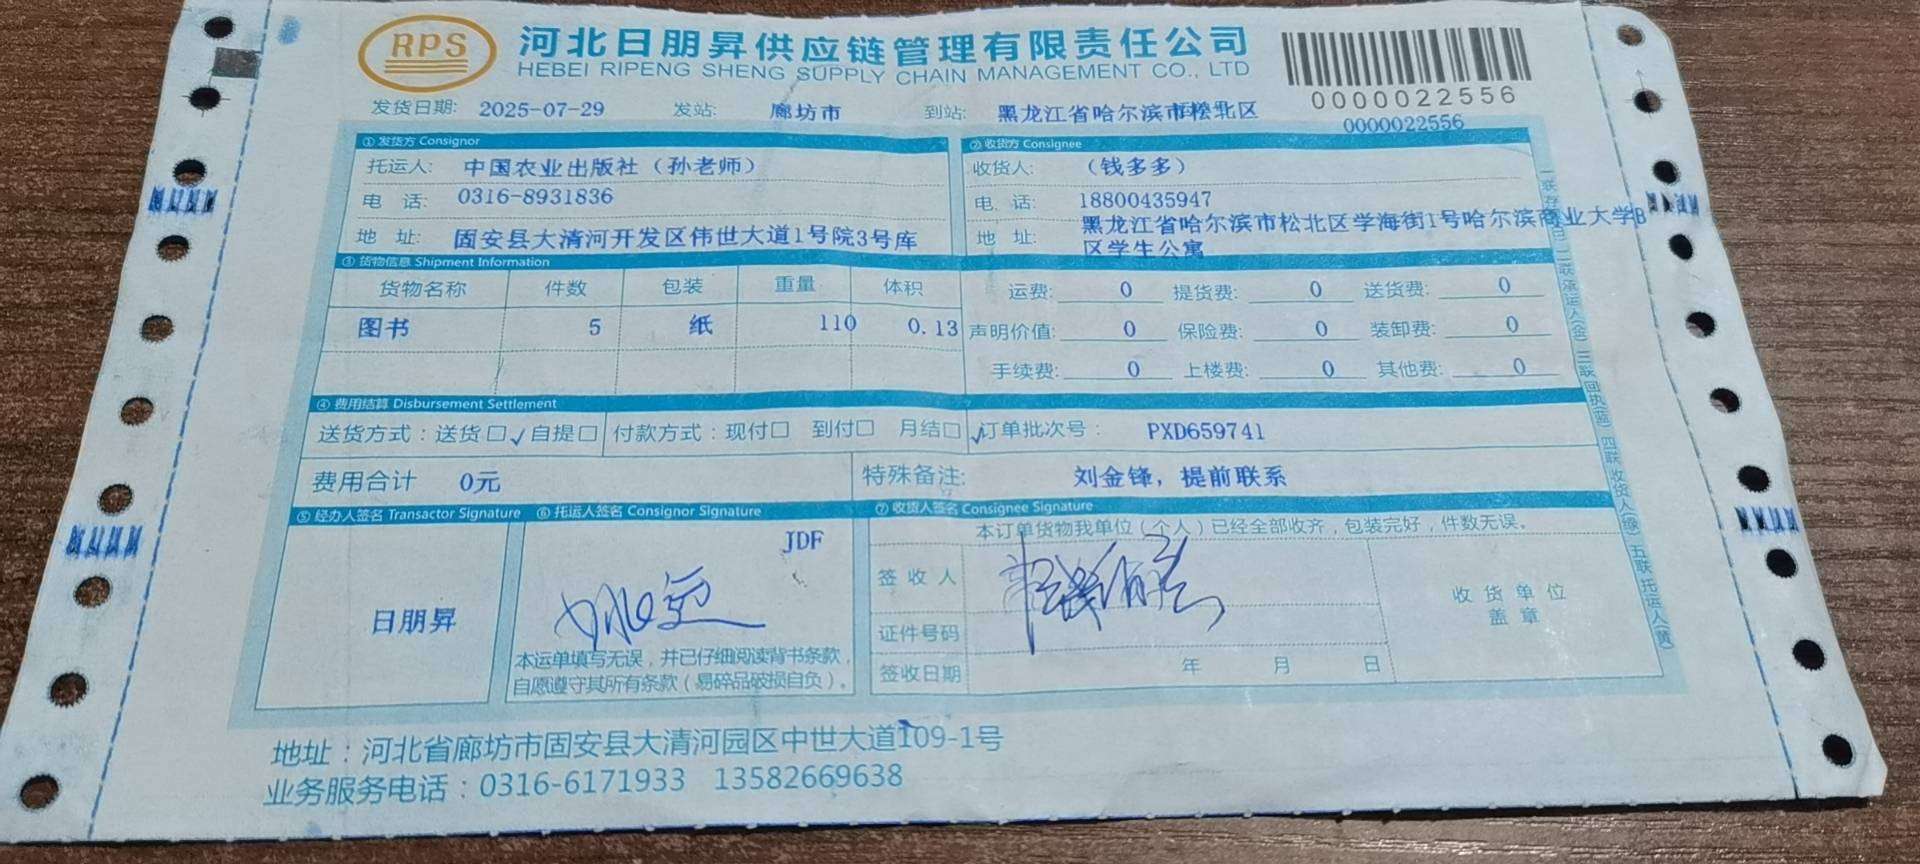 RPS
河北日朋昇供应链管理有限责任公司
HEBEI RIPENG SHENG SUPPLY CHAIN MANAGEMENT CO., LTD
0000022556
0000022556
发货日期: 2025-07-29 发站: 廊坊市 到站: 黑龙江省哈尔滨市松北区
①发货方 Consignor ②收货方 Consignee
托运人: 中国农业出版社（孙老师） 收货人: （钱多多）
电 话: 0316-8931836 电 话: 18800435947
地 址: 固安县大清河开发区伟世大道1号院3号库 地 址: 黑龙江省哈尔滨市松北区学海街1号哈尔滨商业大学B
区学生公寓
③货物信息 Shipment Information
货物名称 件数 包装 重量 体积 运费: 0 提货费: 0 送货费: 0
图书 5 纸 110 0.13 声明价值: 0 保险费: 0 装卸费: 0
手续费: 0 上楼费: 0 其他费: 0
④费用结算 Disbursement Settlement
送货方式：送货□✓自提□ 付款方式：现付□ 到付□ 月结□✓订单批次号： PXD659741
费用合计 0元 特殊备注: 刘金锋，提前联系
⑤经办人签名 Transactor Signature ⑥托运人签名 Consignor Signature ⑦收货人签名 Consignee Signature
本订单货物我单位（个人）已经全部收齐，包装完好，件数无误。
JDF
签收人
收货单位
盖章
日朋昇
证件号码
本运单填写无误，并已仔细阅读背书条款，
自愿遵守其所有条款（易碎品破损自负）。
签收日期 年 月 日
地址：河北省廊坊市固安县大清河园区中世大道109-1号
业务服务电话：0316-6171933 13582669638